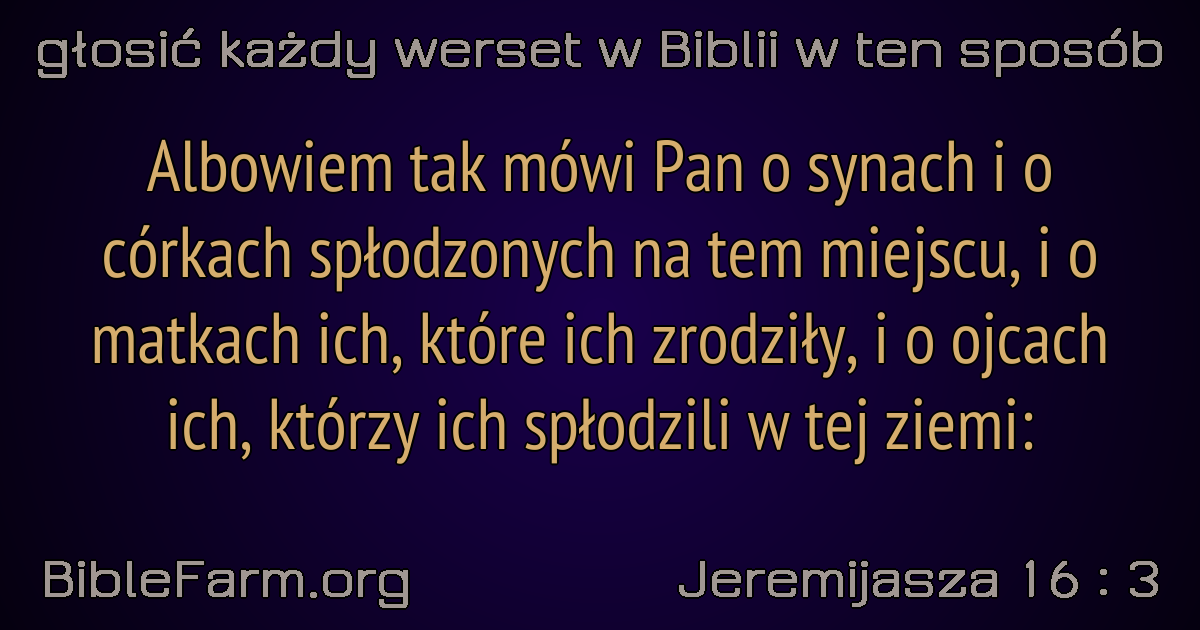 głosić każdy werset w Biblii w ten sposób
Albowiem tak mówi Pan o synach i o
córkach spłodzonych na tem miejscu, i o
matkach ich, które ich zrodziły, i o ojcach
ich, którzy ich spłodzili w tej ziemi:
BibleFarm.org
Jeremijasza 16 : 3